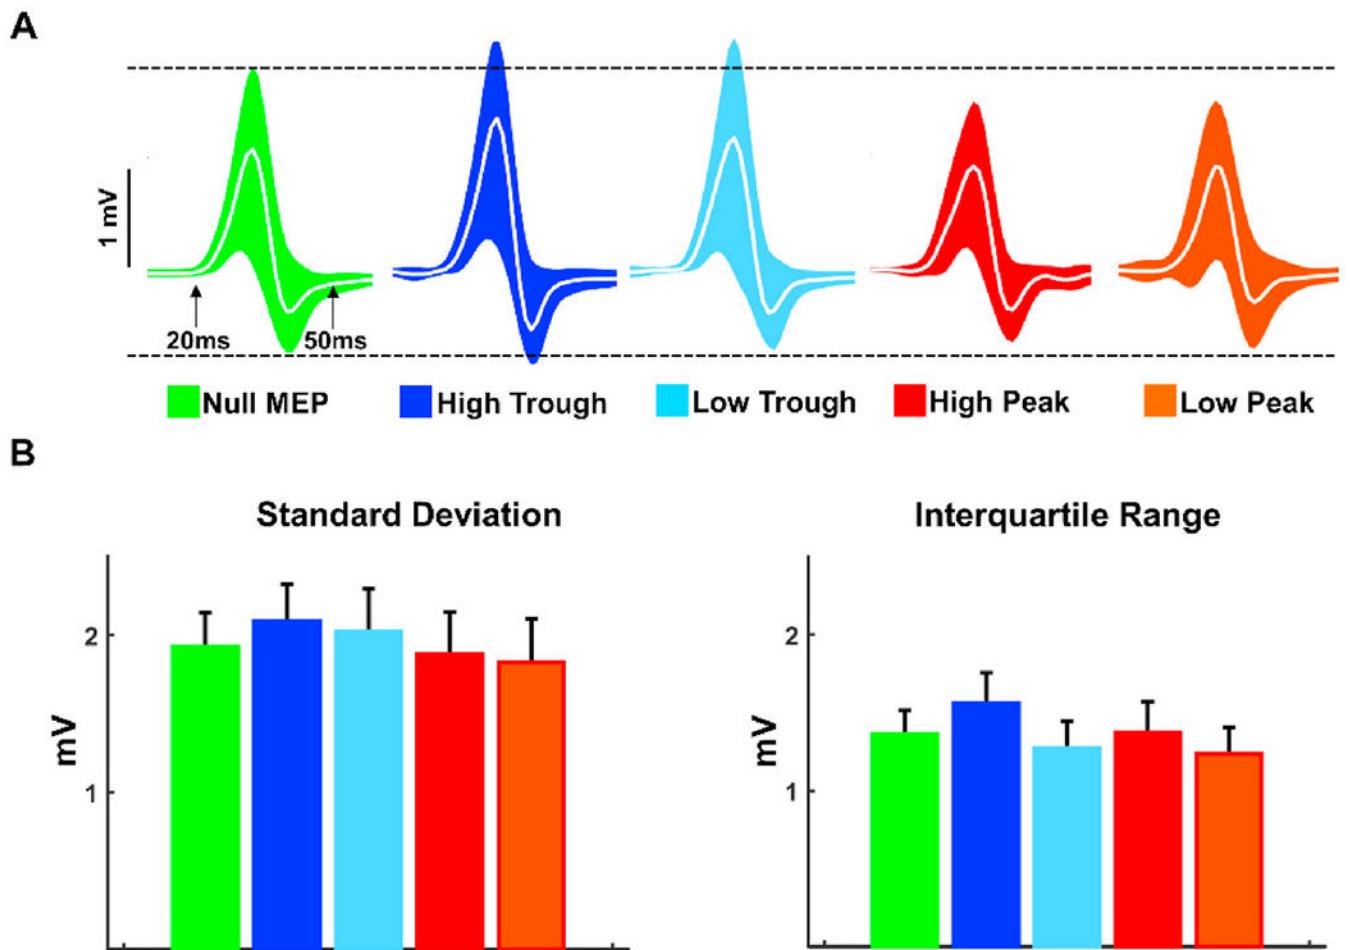 A
1 mV
20ms 50ms
Null MEP High Trough Low Trough High Peak Low Peak
B
Standard Deviation Interquartile Range
2 2
mV mV
1 1